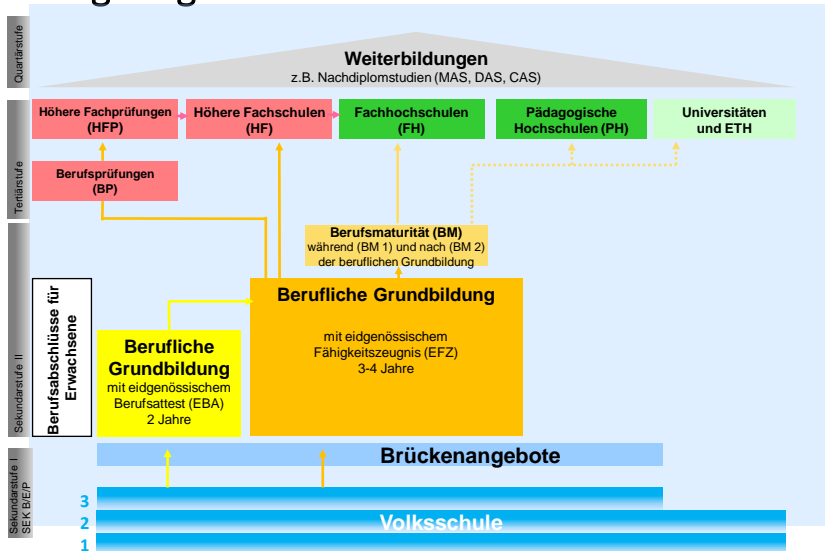 Quartärstufe
Weiterbildungen
z.B. Nachdiplomstudien (MAS, DAS, CAS)
Tertiärstufe
Höhere Fachprüfungen
(HFP)
Höhere Fachschulen
(HF)
Fachhochschulen
(FH)
Pädagogische
Hochschulen (PH)
Universitäten
und ETH
Berufsprüfungen
(BP)
Berufsmaturität (BM)
während (BM 1) und nach (BM 2)
der beruflichen Grundbildung
Sekundarstufe II
Berufsabschlüsse für
Erwachsene
Berufliche
Grundbildung
mit eidgenössischem
Berufsattest (EBA)
2 Jahre
Berufliche Grundbildung
mit eidgenössischem
Fähigkeitszeugnis (EFZ)
3-4 Jahre
Sekundarstufe I
SEK B/E/P
Brückenangebote
3
2
Volksschule
1